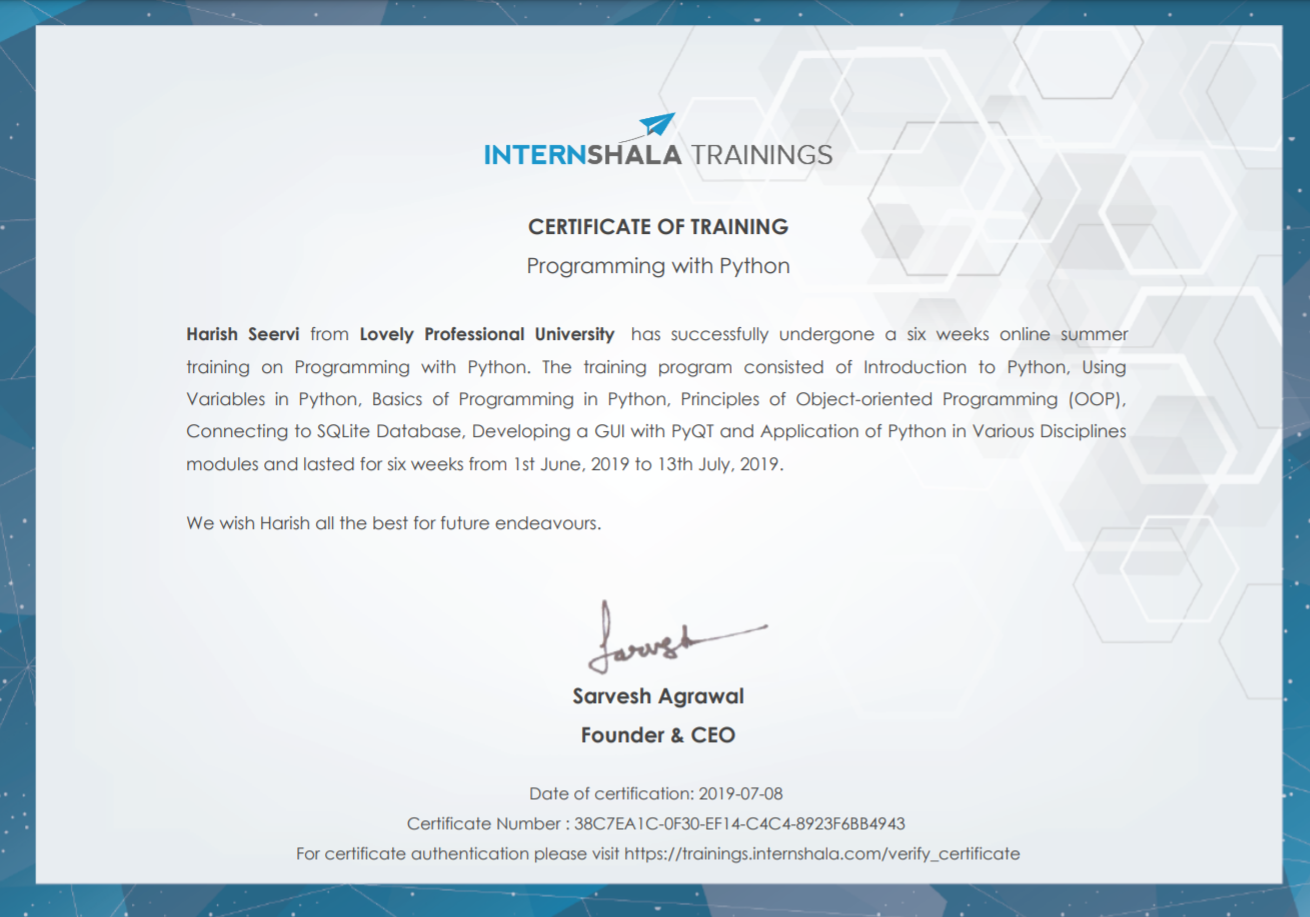 INTERNSHALA TRAININGS
CERTIFICATE OF TRAINING
Programming with Python
Harish Seervi from Lovely Professional University has successfully undergone a six weeks online summer
training on Programming with Python. The training program consisted of Introduction to Python, Using
Variables in Python, Basics of Programming in Python, Principles of Object-oriented Programming (OOP),
Connecting to SQLite Database, Developing a GUI with PyQT and Application of Python in Various Disciplines
modules and lasted for six weeks from 1st June, 2019 to 13th July, 2019.
We wish Harish all the best for future endeavours.
Sarvesh
Sarvesh Agrawal
Founder & CEO
Date of certification: 2019-07-08
Certificate Number : 38C7EA1C-0F30-EF14-C4C4-8923F6BB4943
For certificate authentication please visit https://trainings.internshala.com/verify_certificate